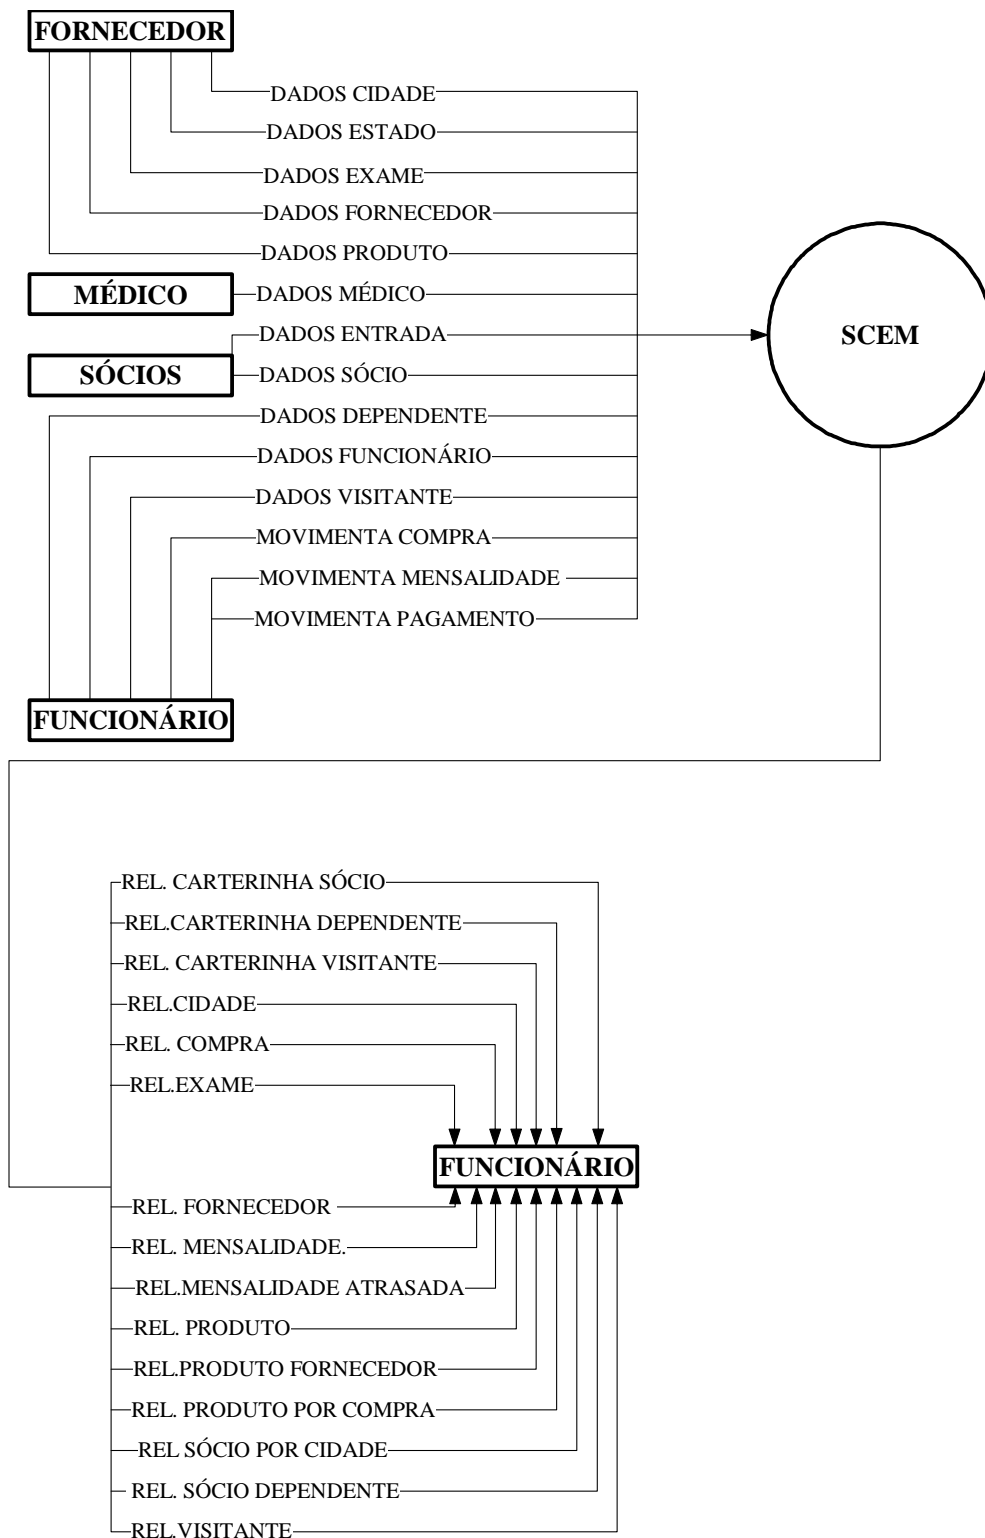 FORNECEDOR
DADOS CIDADE
DADOS ESTADO
DADOS EXAME
DADOS FORNECEDOR
DADOS PRODUTO
MÉDICO
DADOS MÉDICO
DADOS ENTRADA
SCEM
SÓCIOS
DADOS SÓCIO
DADOS DEPENDENTE
DADOS FUNCIONÁRIO
DADOS VISITANTE
MOVIMENTA COMPRA
MOVIMENTA MENSALIDADE
MOVIMENTA PAGAMENTO
FUNCIONÁRIO
REL. CARTERINHA SÓCIO
REL.CARTERINHA DEPENDENTE
REL. CARTERINHA VISITANTE
REL.CIDADE
REL. COMPRA
REL.EXAME
FUNCIONÁRIO
REL. FORNECEDOR
REL. MENSALIDADE.
REL.MENSALIDADE ATRASADA
REL. PRODUTO
REL.PRODUTO FORNECEDOR
REL. PRODUTO POR COMPRA
REL SÓCIO POR CIDADE
REL. SÓCIO DEPENDENTE
REL.VISITANTE